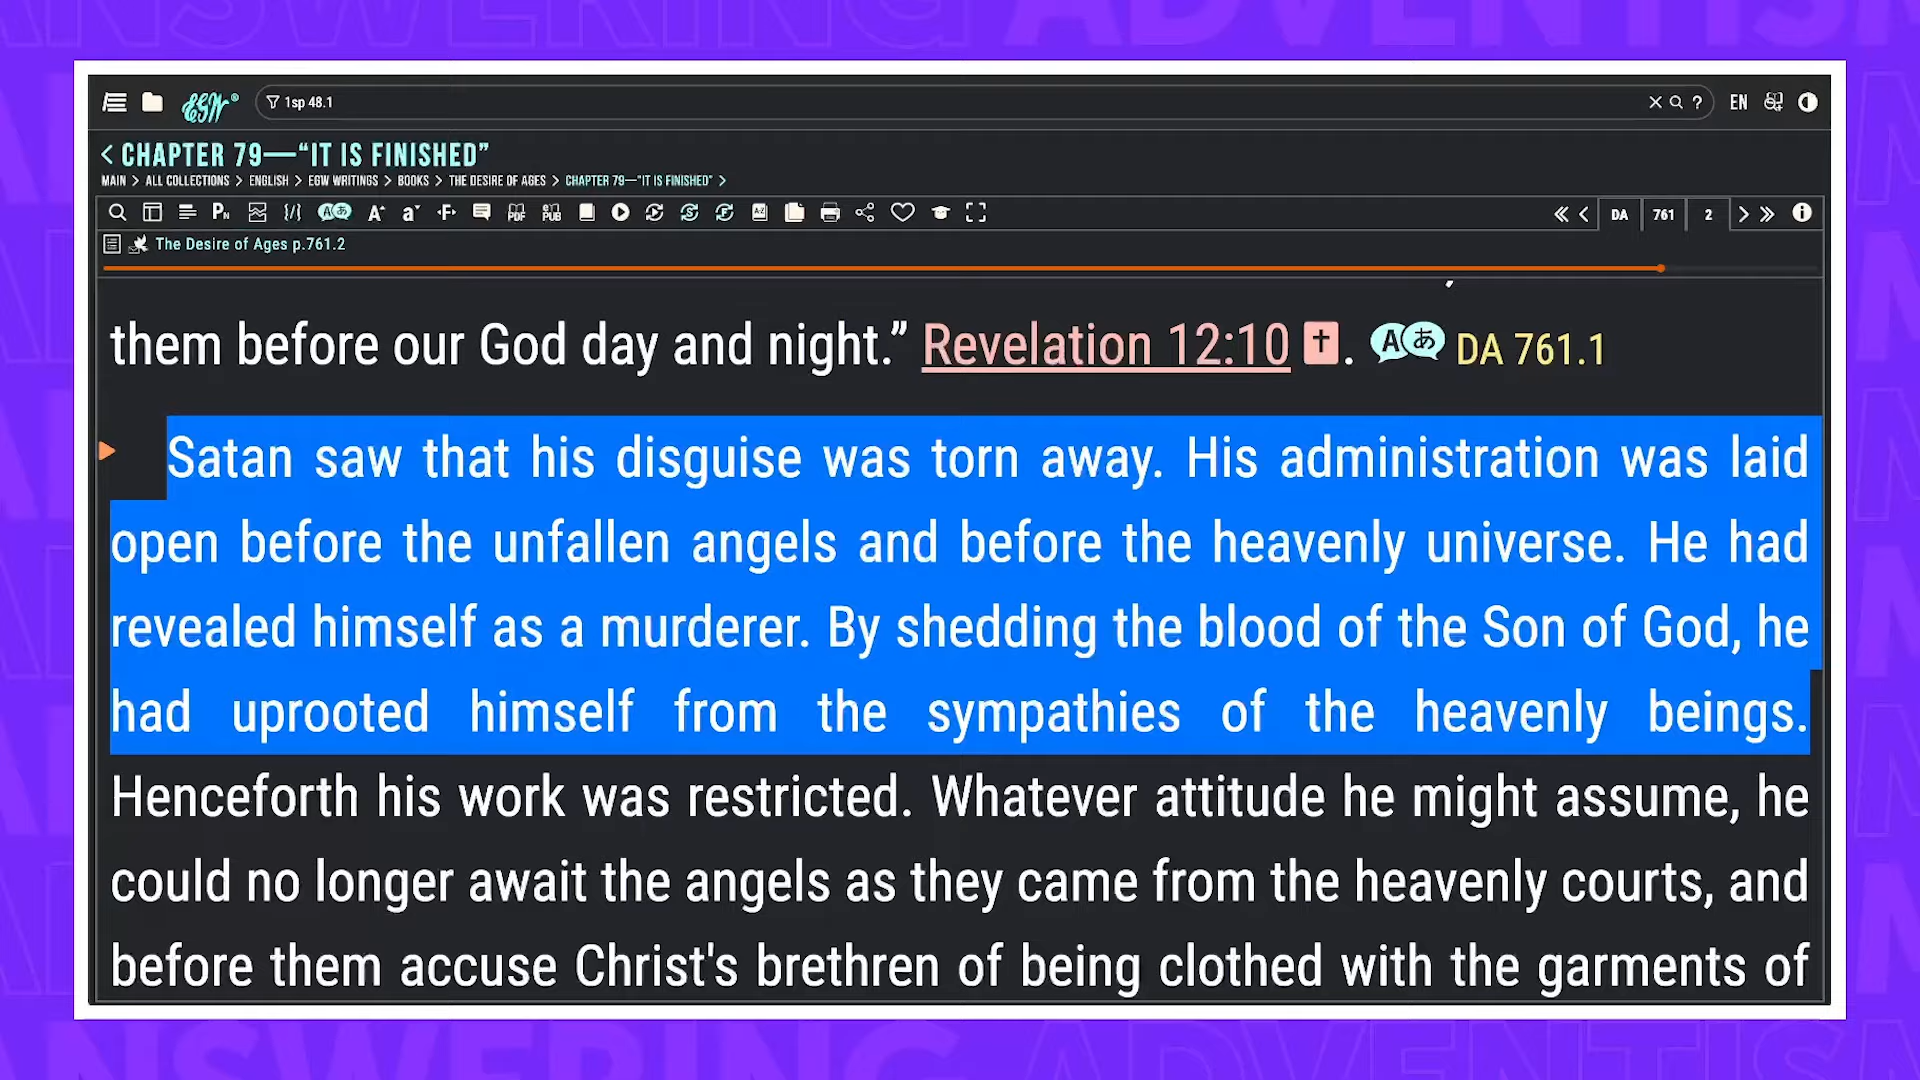 ANSWERING ADVENTISM
EGW®
1sp 48.1
?
EN
CHAPTER 79—“IT IS FINISHED”
MAIN > ALL COLLECTIONS > ENGLISH > EGW WRITINGS > BOOKS > THE DESIRE OF AGES > CHAPTER 79—“IT IS FINISHED” >
DA 761 2
The Desire of Ages p.761.2
them before our God day and night.” Revelation 12:10. DA 761.1
Satan saw that his disguise was torn away. His administration was laid
open before the unfallen angels and before the heavenly universe. He had
revealed himself as a murderer. By shedding the blood of the Son of God, he
had uprooted himself from the sympathies of the heavenly beings.
Henceforth his work was restricted. Whatever attitude he might assume, he
could no longer await the angels as they came from the heavenly courts, and
before them accuse Christ's brethren of being clothed with the garments of
ANSWERING ADVENTISM